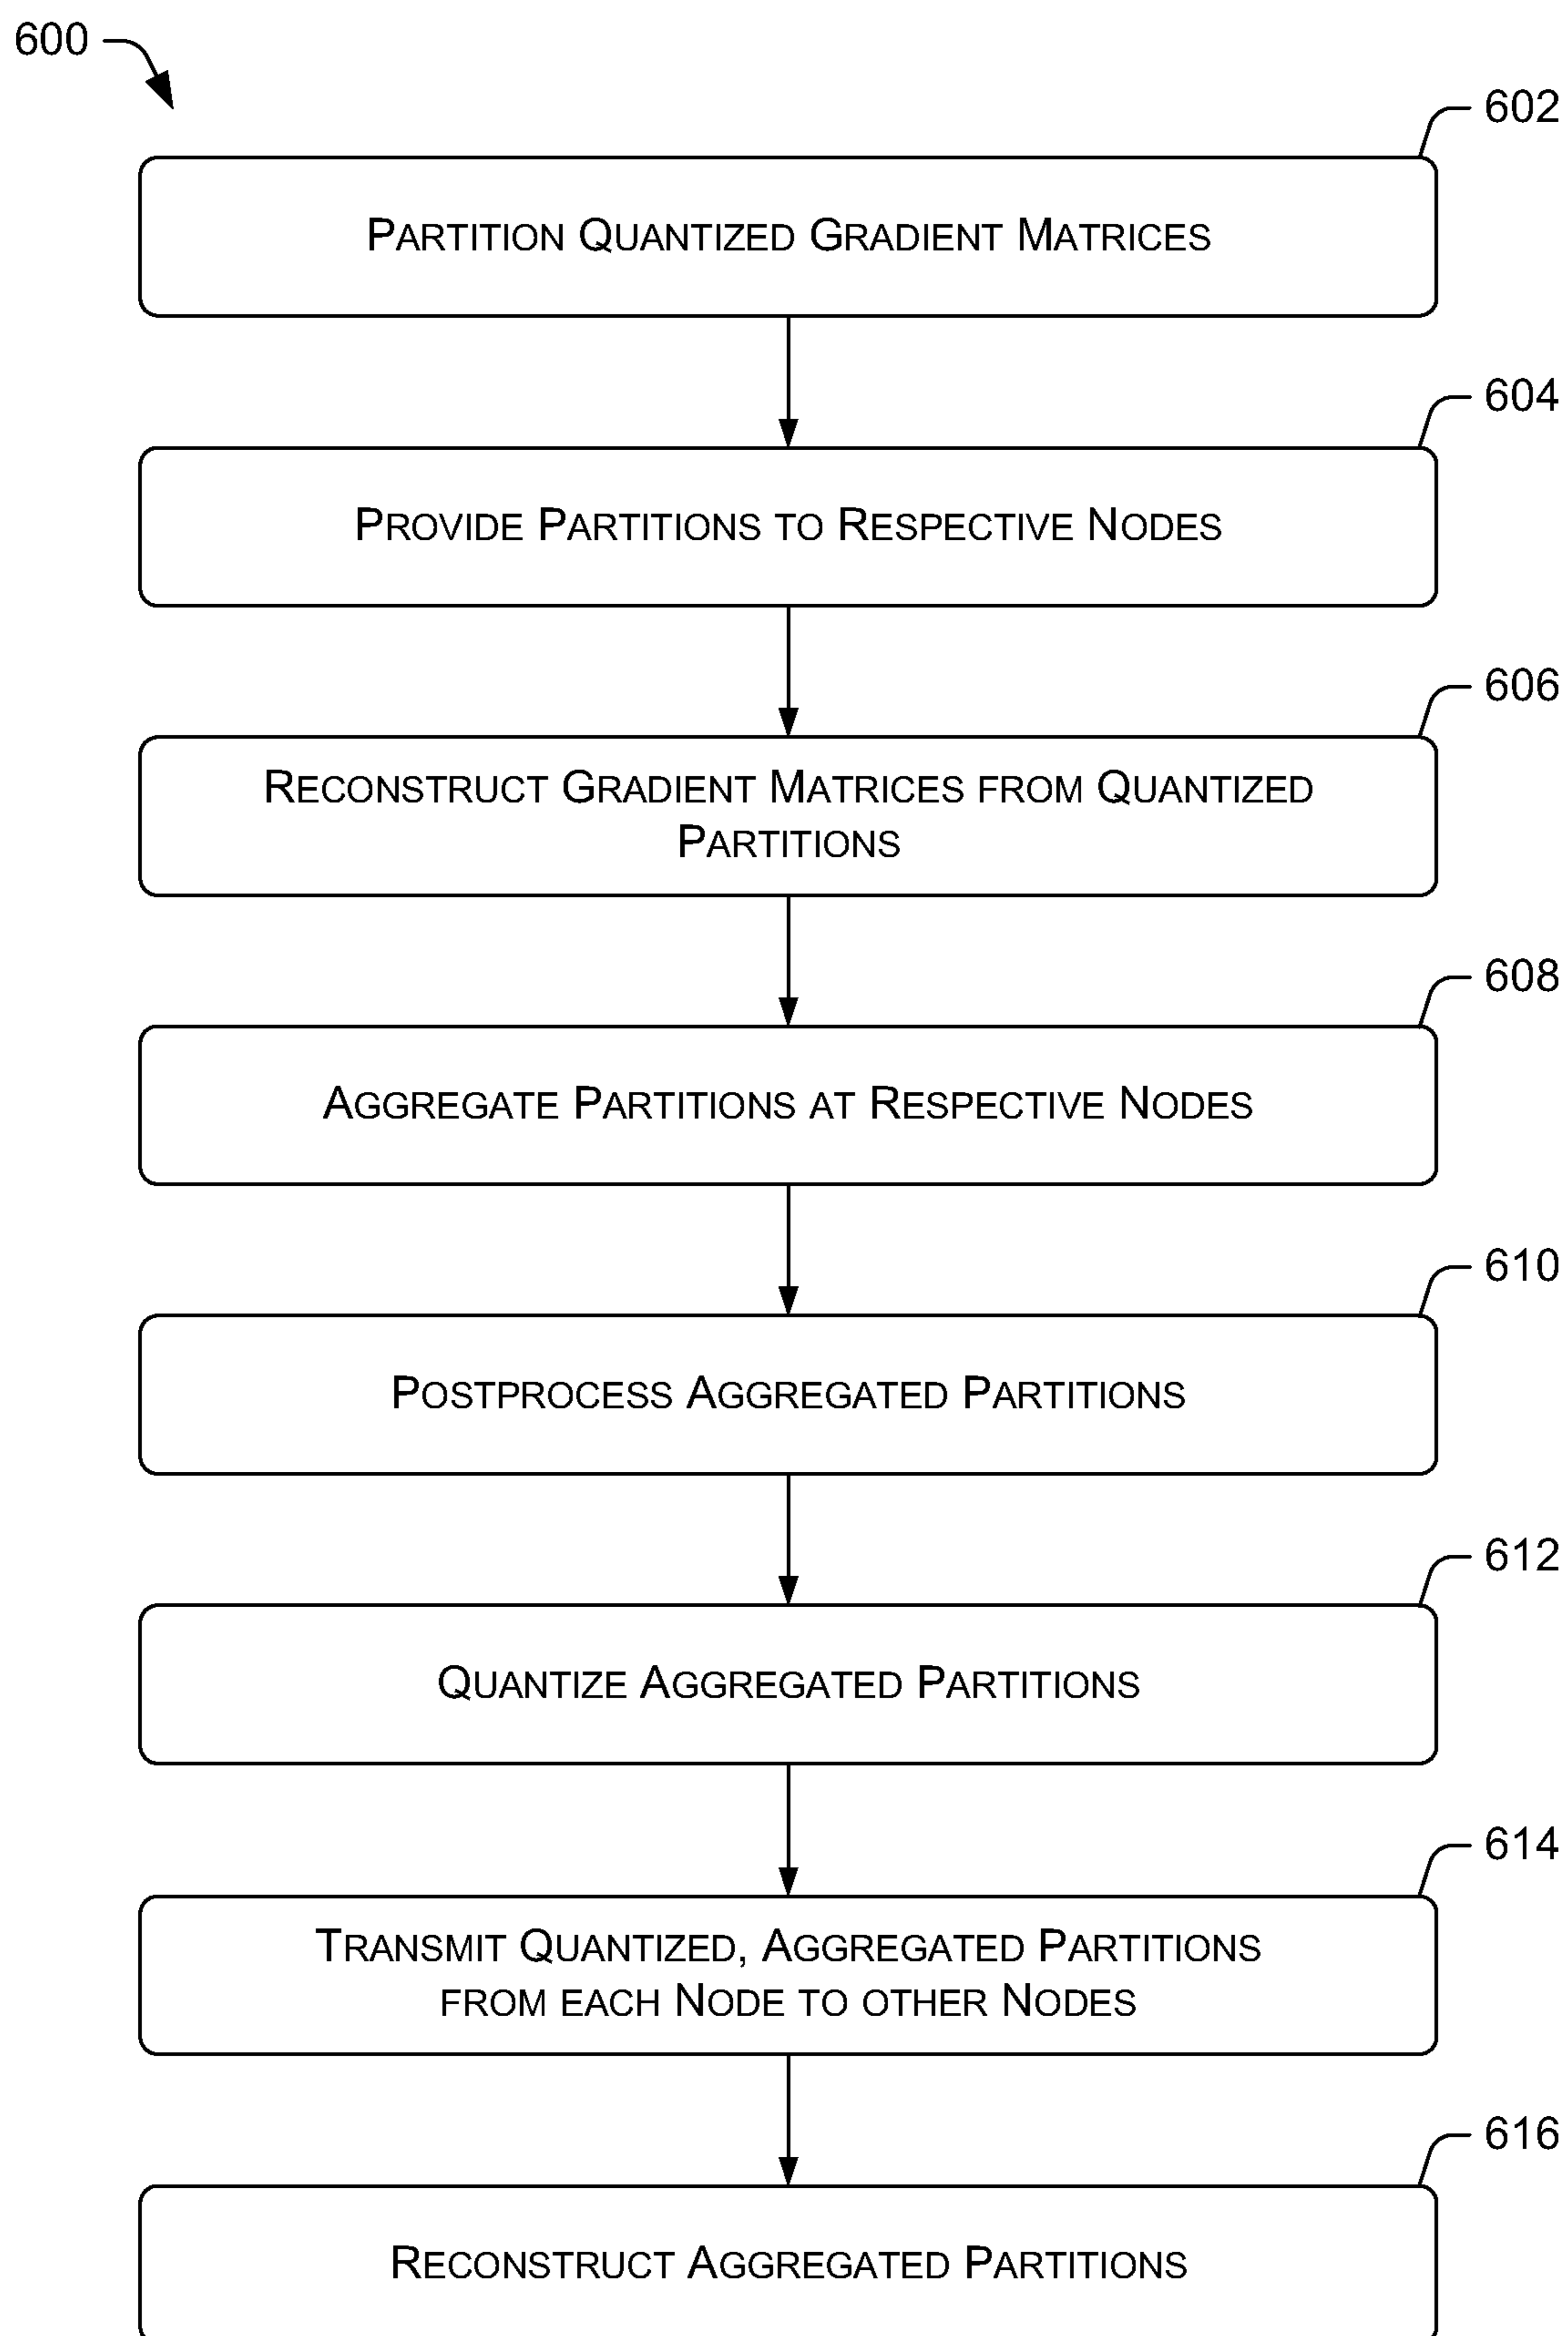 600
602
PARTITION QUANTIZED GRADIENT MATRICES
604
PROVIDE PARTITIONS TO RESPECTIVE NODES
606
RECONSTRUCT GRADIENT MATRICES FROM QUANTIZED
PARTITIONS
608
AGGREGATE PARTITIONS AT RESPECTIVE NODES
610
POSTPROCESS AGGREGATED PARTITIONS
612
QUANTIZE AGGREGATED PARTITIONS
614
TRANSMIT QUANTIZED, AGGREGATED PARTITIONS
FROM EACH NODE TO OTHER NODES
616
RECONSTRUCT AGGREGATED PARTITIONS